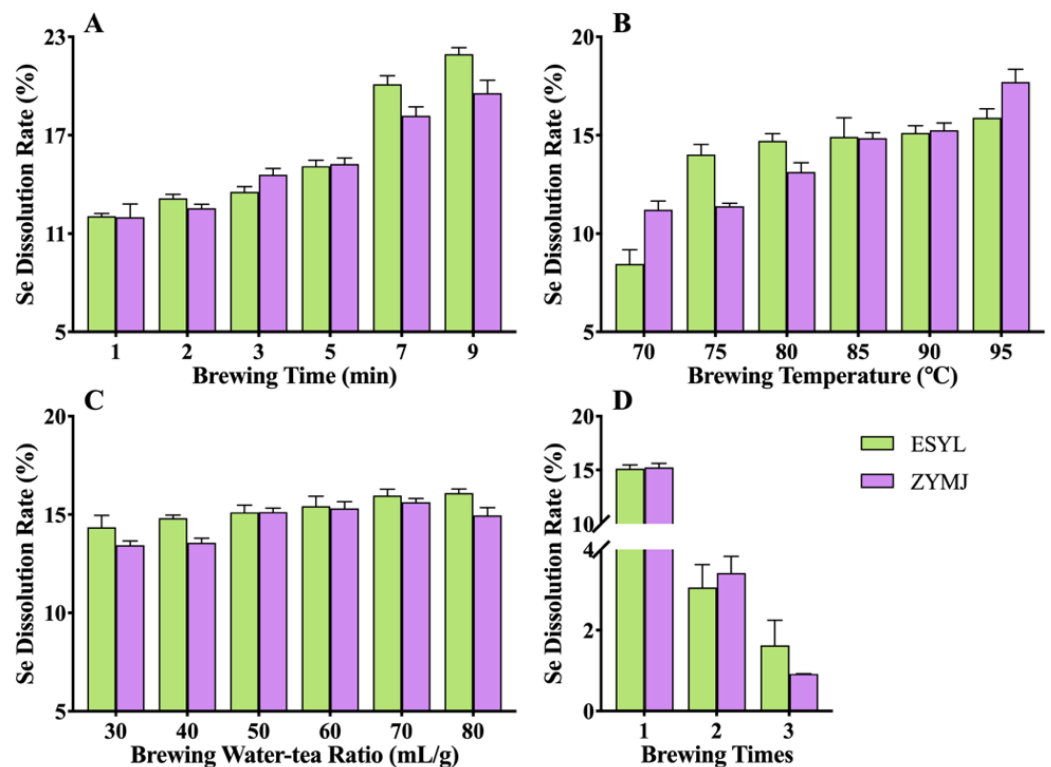 A
Se Dissolution Rate (%)
23
17
11
5
1 2 3 5 7 9
Brewing Time (min)
B
Se Dissolution Rate (%)
20
15
10
5
70 75 80 85 90 95
Brewing Temperature (℃)
C
Se Dissolution Rate (%)
20
15
10
5
30 40 50 60 70 80
Brewing Water-tea Ratio (mL/g)
D
Se Dissolution Rate (%)
20
15
10
4
2
0
1 2 3
Brewing Times
ESYL
ZYMJ